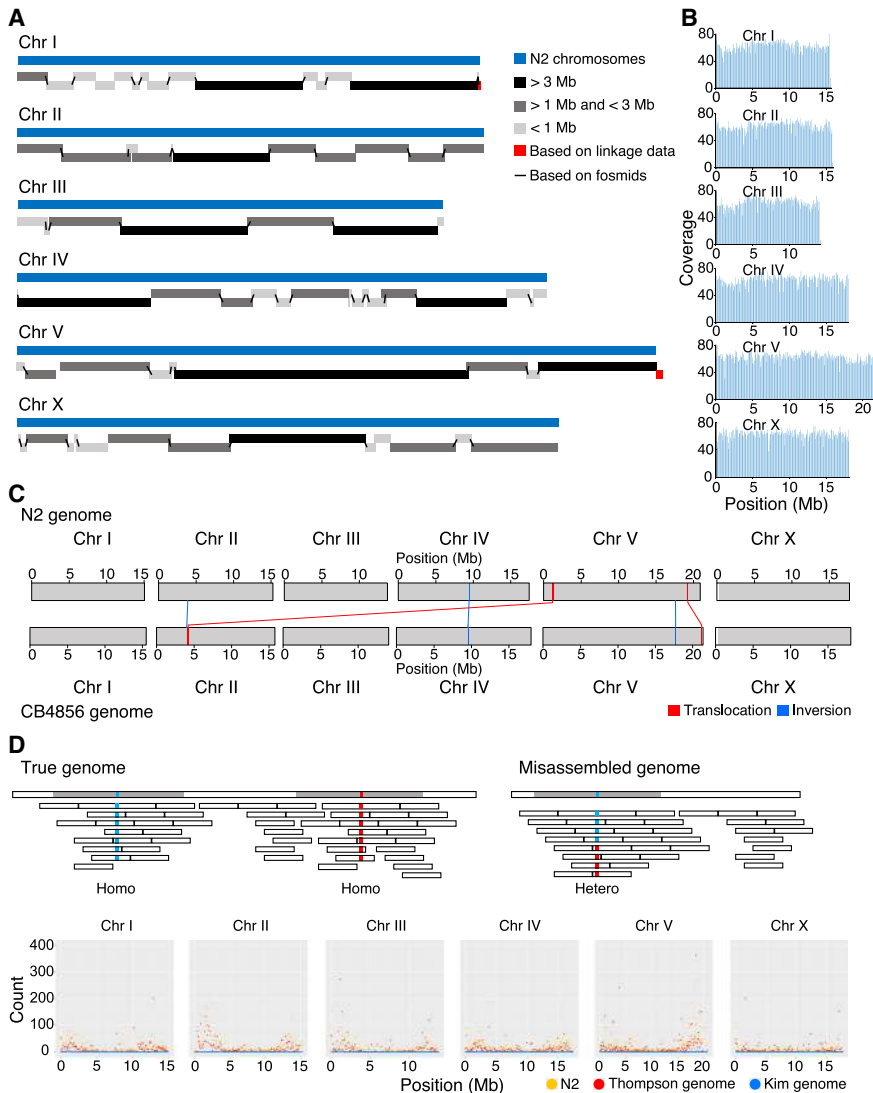 A
Chr I
Chr II
Chr III
Chr IV
Chr V
Chr X
N2 chromosomes
> 3 Mb
> 1 Mb and < 3 Mb
< 1 Mb
Based on linkage data
Based on fosmids
B
80
40
0
Chr I
0 5 10 15
80
40
0
Chr II
0 5 10 15
80
40
0
Chr III
0 5 10
80
40
0
Chr IV
0 5 10 15
80
40
0
Chr V
0 5 10 15 20
80
40
0
Chr X
0 5 10 15
Coverage
Position (Mb)
C
N2 genome
Chr I Chr II Chr III Chr IV Chr V Chr X
Position (Mb)
0 5 10 15 0 5 10 15 0 5 10 0 5 10 15 0 5 10 15 20 0 5 10 15
0 5 10 15 0 5 10 15 0 5 10 0 5 10 15 0 5 10 15 20 0 5 10 15
Position (Mb)
Chr I Chr II Chr III Chr IV Chr V Chr X
CB4856 genome
Translocation Inversion
D
True genome Misassembled genome
Homo Homo Hetero
Chr I Chr II Chr III Chr IV Chr V Chr X
400
300
200
100
0
Count
0 5 10 15 0 5 10 15 0 5 10 0 5 10 15 0 5 10 15 20 0 5 10 15
Position (Mb)
N2 Thompson genome Kim genome